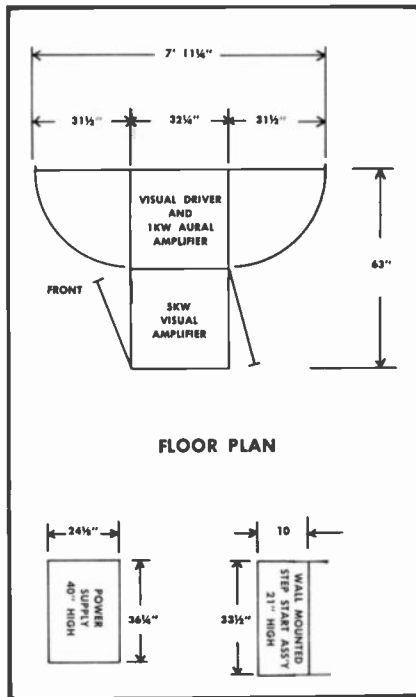 7' 11¼"
31½"
32¼"
31½"
VISUAL DRIVER
AND
1KW AURAL
AMPLIFIER
63"
FRONT
5KW
VISUAL
AMPLIFIER
FLOOR PLAN
24½"
10
POWER
SUPPLY
40" HIGH
36¼"
33½"
WALL MOUNTED
STEP START ASS'Y
21" HIGH